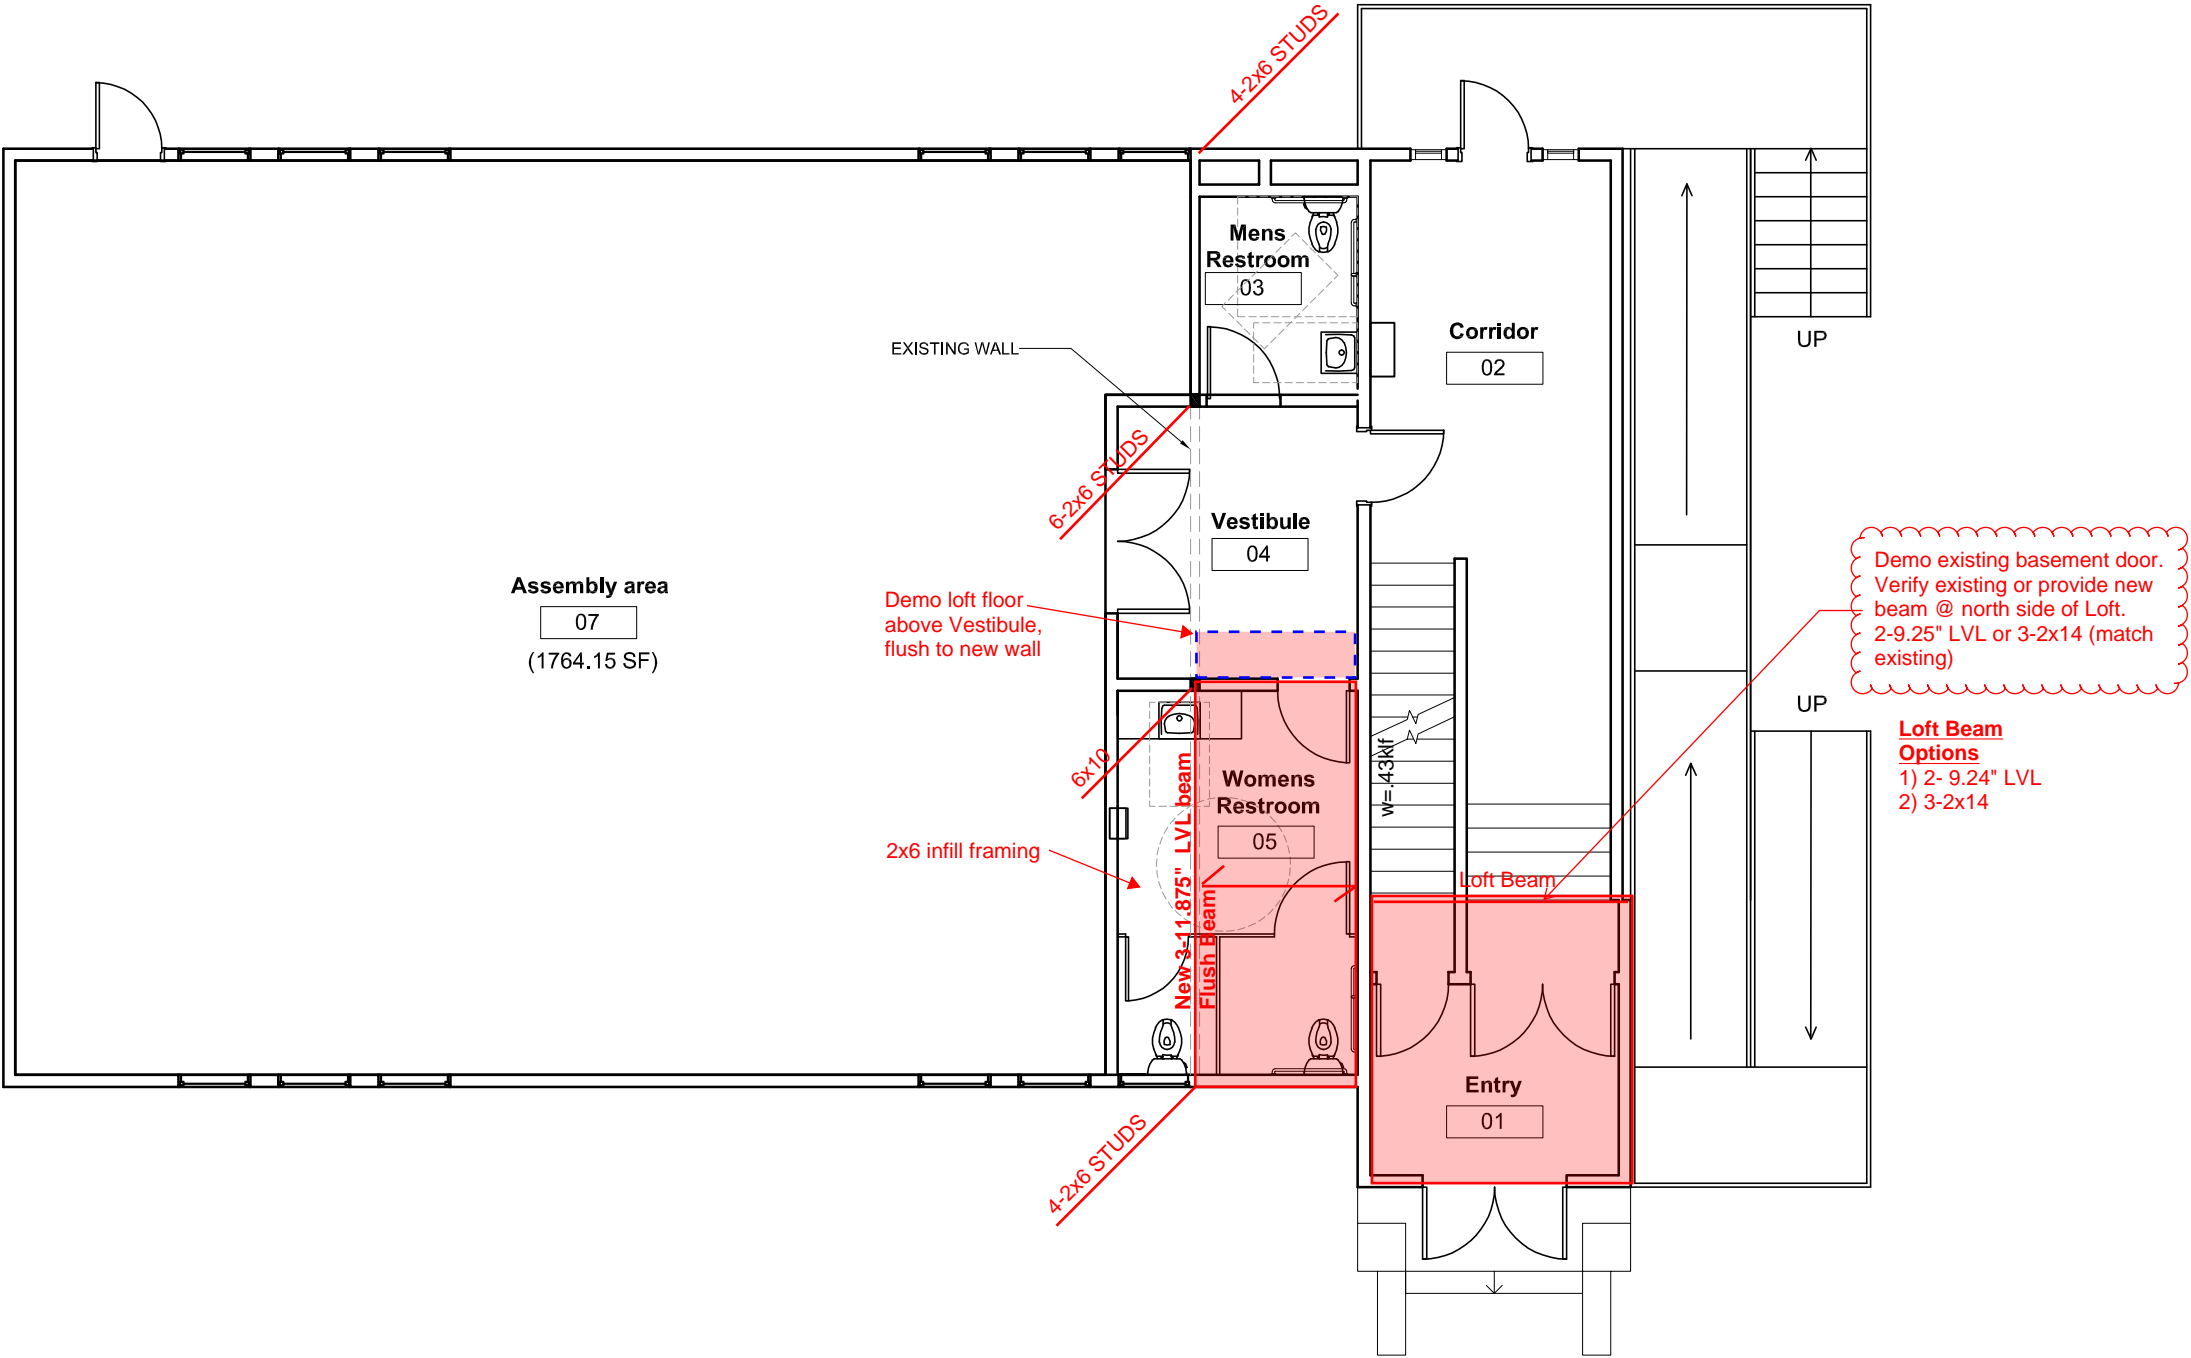 4-2x6 STUDS
Mens
Restroom
03
EXISTING WALL
Corridor
02
UP
6-2x6 STUDS
Vestibule
04
Assembly area
07
(1764.15 SF)
Demo loft floor
above Vestibule,
flush to new wall
Demo existing basement door.
Verify existing or provide new
beam @ north side of Loft.
2-9.25" LVL or 3-2x14 (match
existing)
UP
Loft Beam
Options
1) 2- 9.24" LVL
2) 3-2x14
6x10
New 3-11.875" LVL beam
Flush Beam
Womens
Restroom
05
w=.43klf
2x6 infill framing
Loft Beam
Entry
01
4-2x6 STUDS